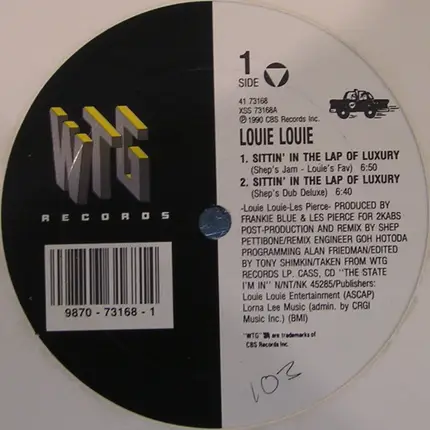 WTG
RECORDS
9870 - 73168 - 1
1
SIDE
41 73168
XSS 73168A
℗ 1990 CBS Records Inc.
LOUIE LOUIE
1. SITTIN' IN THE LAP OF LUXURY
(Shep's Jam - Louie's Fav) 6:50
2. SITTIN' IN THE LAP OF LUXURY
(Shep's Dub Deluxe) 6:40
-Louie Louie-Les Pierce- PRODUCED BY
FRANKIE BLUE & LES PIERCE FOR 2KABS
POST-PRODUCTION AND REMIX BY SHEP
PETTIBONE/REMIX ENGINEER GOH HOTODA
PROGRAMMING ALAN FRIEDMAN/EDITED
BY TONY SHIMKIN/TAKEN FROM WTG
RECORDS LP. CASS, CD "THE STATE
I'M IN" N/NT/NK 45285/Publishers:
Louie Louie Entertainment (ASCAP)
Lorna Lee Music (admin. by CRGI
Music Inc.) (BMI)
"WTG" are trademarks of
CBS Records Inc.
103